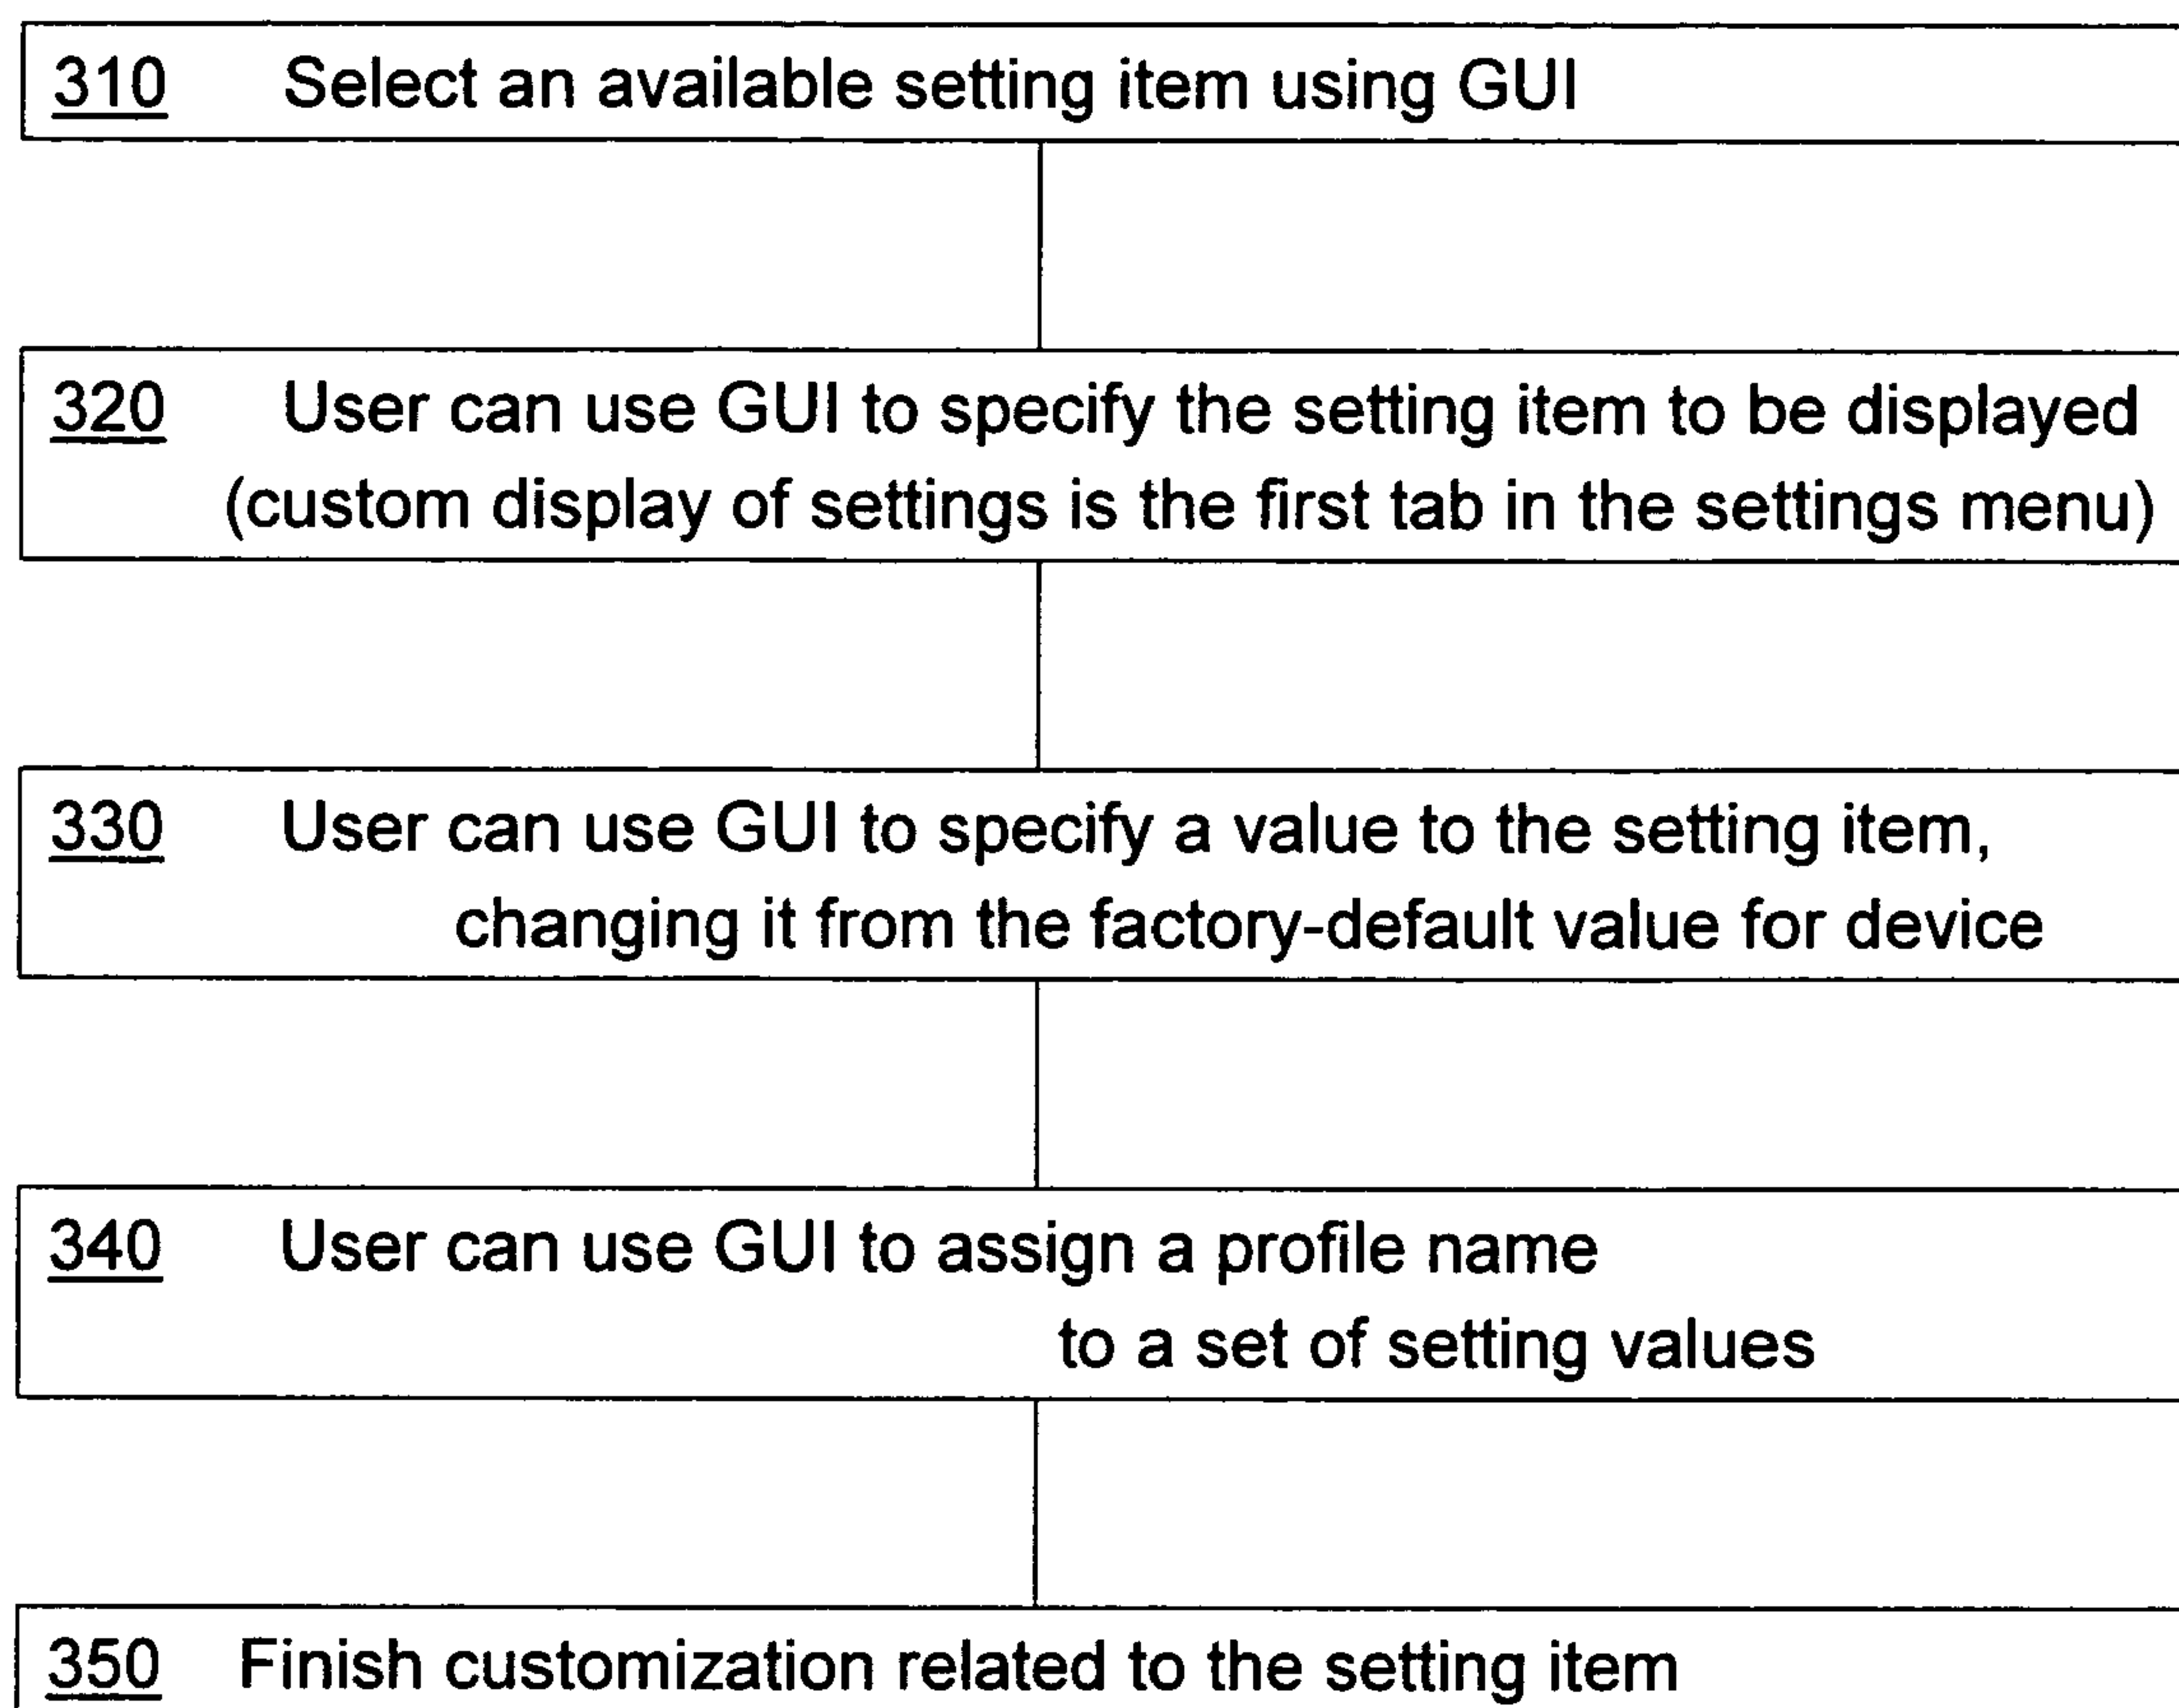 310 Select an available setting item using GUI
320 User can use GUI to specify the setting item to be displayed
(custom display of settings is the first tab in the settings menu)
330 User can use GUI to specify a value to the setting item,
changing it from the factory-default value for device
340 User can use GUI to assign a profile name
to a set of setting values
350 Finish customization related to the setting item